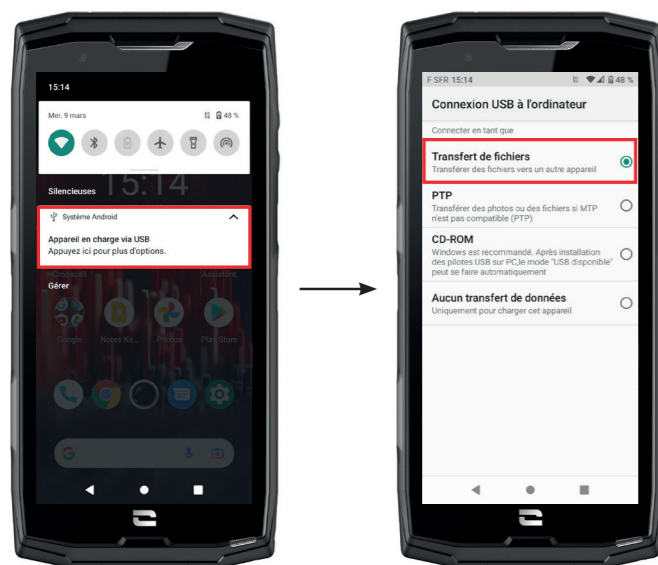 15:14
Mer. 9 mars
48 %
15:14
Silencieuses
Système Android
Appareil en charge via USB
Appuyez ici pour plus d'options.
Crosscall
Assistant
Gérer
Google
Notes Ke...
Photos
Play Store
G
F SFR 15:14
48 %
Connexion USB à l'ordinateur
Connecter en tant que
Transfert de fichiers
Transférer des fichiers vers un autre appareil
PTP
Transférer des photos ou des fichiers si MTP
n'est pas compatible (PTP)
CD-ROM
Windows est recommandé. Après installation
des pilotes USB sur PC,le mode "USB disponible"
peut se faire automatiquement
Aucun transfert de données
Uniquement pour charger cet appareil